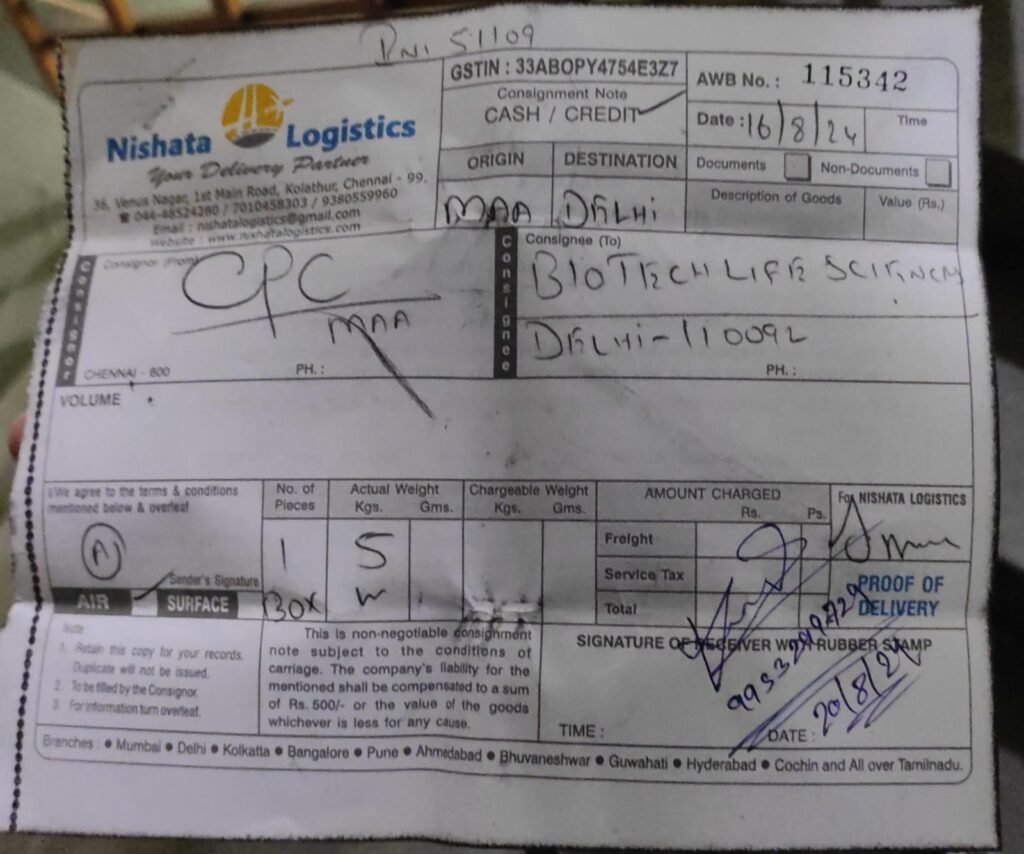 51109
Nishata Logistics
Your Delivery Partner
36, Venus Nagar, 1st Main Road, Kolathur, Chennai - 99.
044-48524280 / 7010458303 / 9380559960
Email : nishatalogistics@gmail.com
Website : www.nishatalogistics.com
GSTIN : 33ABOPY4754E3Z7
Consignment Note
CASH / CREDIT
AWB No. : 115342
Date : 16/8/24 Time
ORIGIN DESTINATION
MAA DELHI
Documents Non-Documents
Description of Goods Value (Rs.)
Consignor
Consignor (From)
CPC
MAA
CHENNAI - 600 PH. :
Consignee
Consignee (To)
BIOTECH LIFE SCIENCES
DELHI-110092
PH. :
VOLUME
I/We agree to the terms & conditions
mentioned below & overleaf
A
Sender's Signature
AIR SURFACE
No. of
Pieces
1
BOX
Actual Weight
Kgs. Gms.
5
Chargeable Weight
Kgs. Gms.
AMOUNT CHARGED
Rs. Ps.
Freight
Service Tax
Total
For NISHATA LOGISTICS
PROOF OF
DELIVERY
Note:
1. Retain this copy for your records.
Duplicate will not be issued.
2. To be filled by the Consignor.
3. For information turn overleaf.
This is non-negotiable consignment
note subject to the conditions of
carriage. The company's liability for the
mentioned shall be compensated to a sum
of Rs. 500/- or the value of the goods
whichever is less for any cause.
SIGNATURE OF RECEIVER WITH RUBBER STAMP
TIME :
DATE : 20/8/24
Branches : • Mumbai • Delhi • Kolkatta • Bangalore • Pune • Ahmedabad • Bhuvaneshwar • Guwahati • Hyderabad • Cochin and All over Tamilnadu.